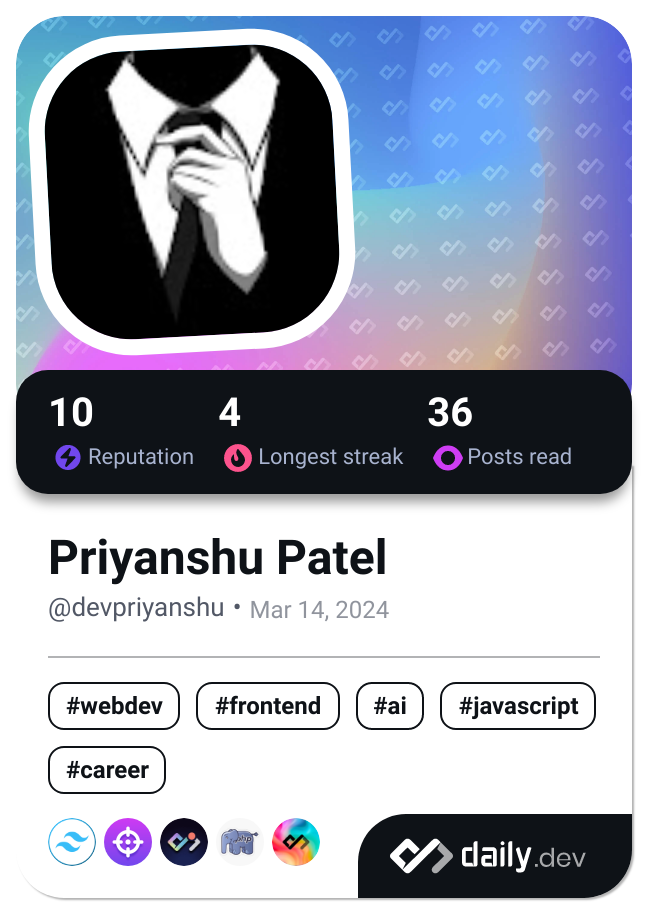 10 4 36
Reputation Longest streak Posts read
Priyanshu Patel
@devpriyanshu • Mar 14, 2024
#webdev #frontend #ai #javascript
#career
php
daily.dev